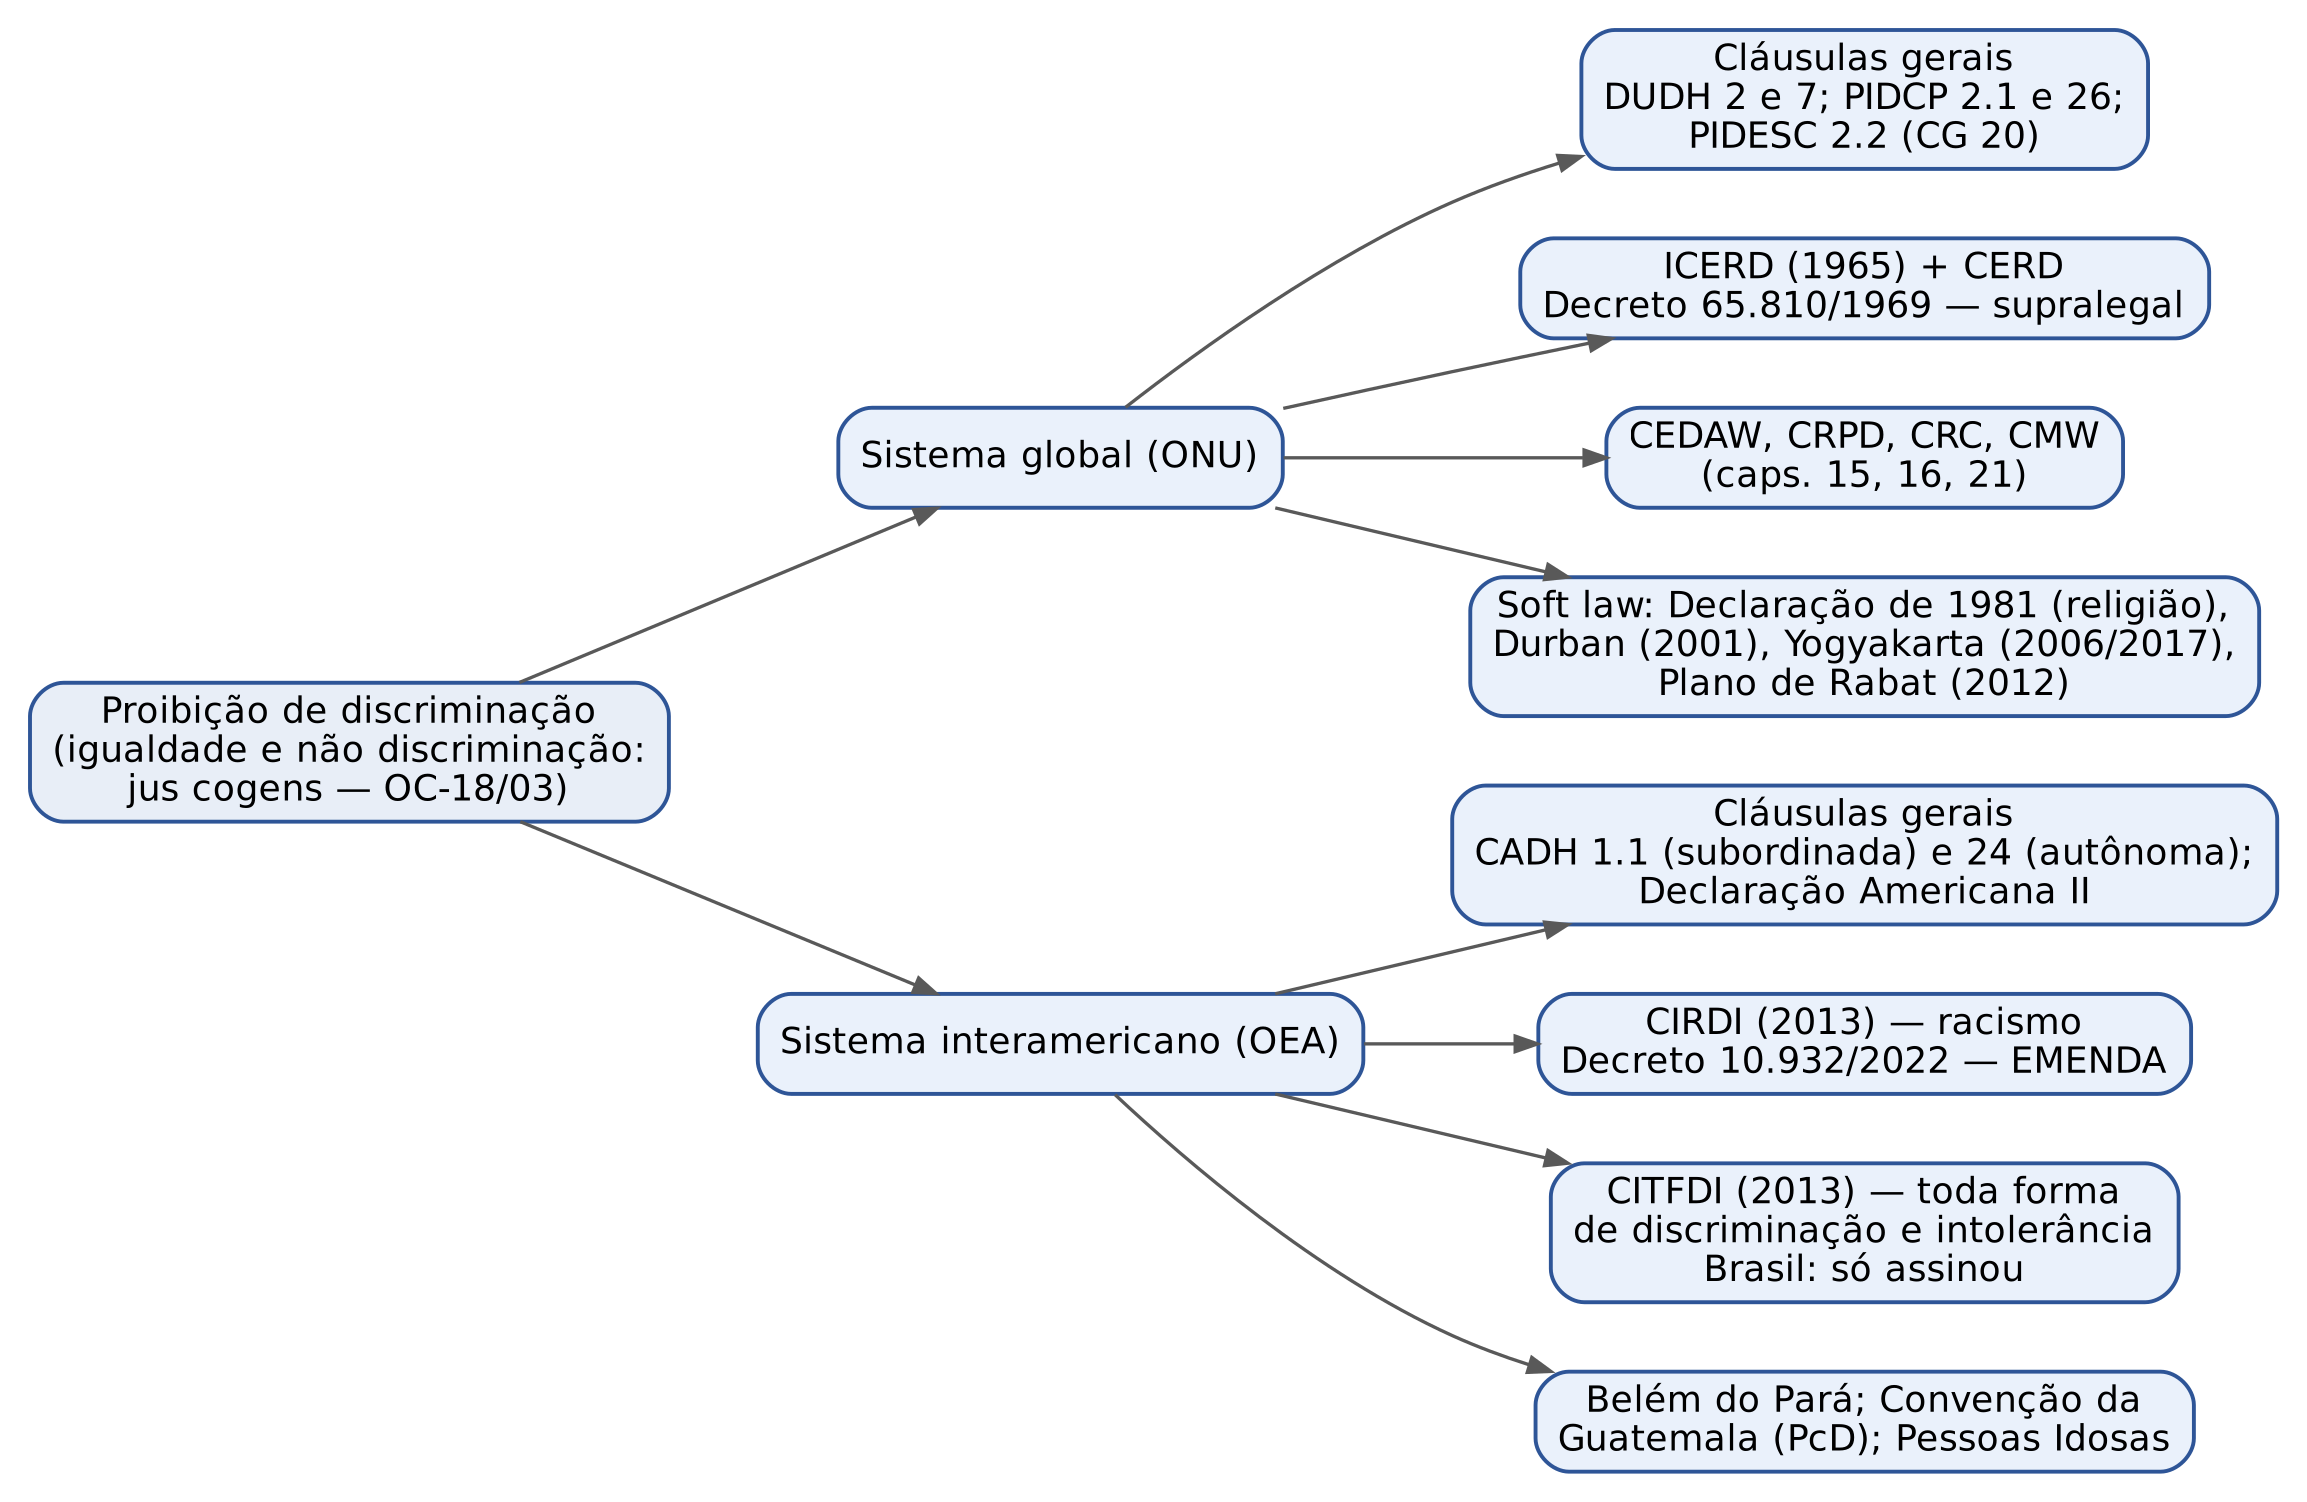 Proibição de discriminação
(igualdade e não discriminação:
jus cogens — OC-18/03)
Sistema global (ONU)
Cláusulas gerais
DUDH 2 e 7; PIDCP 2.1 e 26;
PIDESC 2.2 (CG 20)
ICERD (1965) + CERD
Decreto 65.810/1969 — supralegal
CEDAW, CRPD, CRC, CMW
(caps. 15, 16, 21)
Soft law: Declaração de 1981 (religião),
Durban (2001), Yogyakarta (2006/2017),
Plano de Rabat (2012)
Sistema interamericano (OEA)
Cláusulas gerais
CADH 1.1 (subordinada) e 24 (autônoma);
Declaração Americana II
CIRDI (2013) — racismo
Decreto 10.932/2022 — EMENDA
CITFDI (2013) — toda forma
de discriminação e intolerância
Brasil: só assinou
Belém do Pará; Convenção da
Guatemala (PcD); Pessoas Idosas